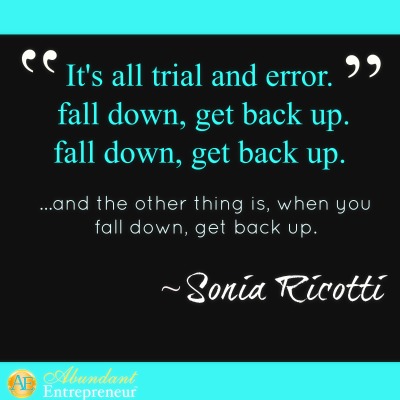 “ It's all trial and error. ”
fall down, get back up.
fall down, get back up.
...and the other thing is, when you
fall down, get back up.
~Sonia Ricotti
AE Abundant
Entrepreneur